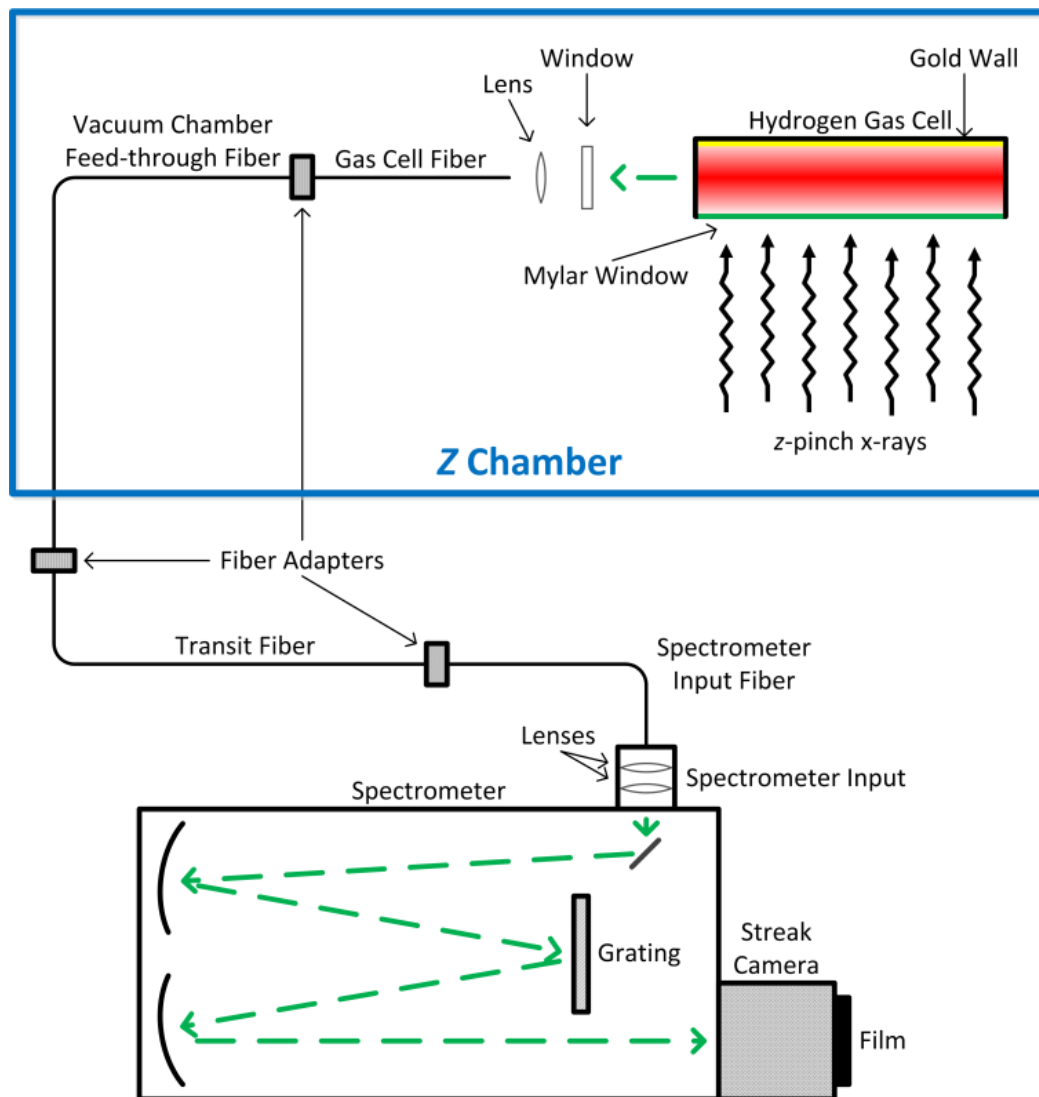 Window
Gold Wall
Lens
Vacuum Chamber
Feed-through Fiber
Gas Cell Fiber
Hydrogen Gas Cell
Mylar Window
z-pinch x-rays
Z Chamber
Fiber Adapters
Transit Fiber
Spectrometer
Input Fiber
Lenses
Spectrometer Input
Spectrometer
Grating
Streak
Camera
Film